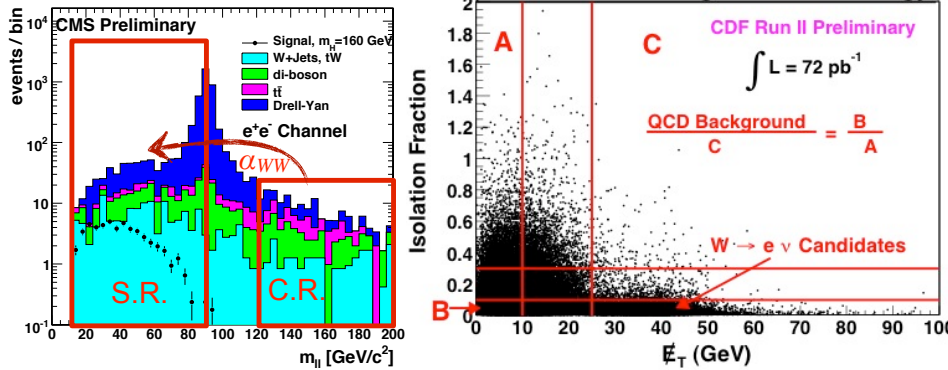 CMS Preliminary
Signal, m_H=160 GeV
W+Jets, tW
di-boson
tt̄
Drell-Yan
e⁺e⁻ Channel
α_WW
S.R.
C.R.
events / bin
10⁴
10³
10²
10
1
10⁻¹
0 20 40 60 80 100 120 140 160 180 200
m_ll [GeV/c²]
A
C
CDF Run II Preliminary
∫ L = 72 pb⁻¹
QCD Background
C
=
B
A
W → e ν Candidates
B
Isolation Fraction
2
1.8
1.6
1.4
1.2
1
0.8
0.6
0.4
0.2
0
0 10 20 30 40 50 60 70 80 90 100
E̸_T (GeV)